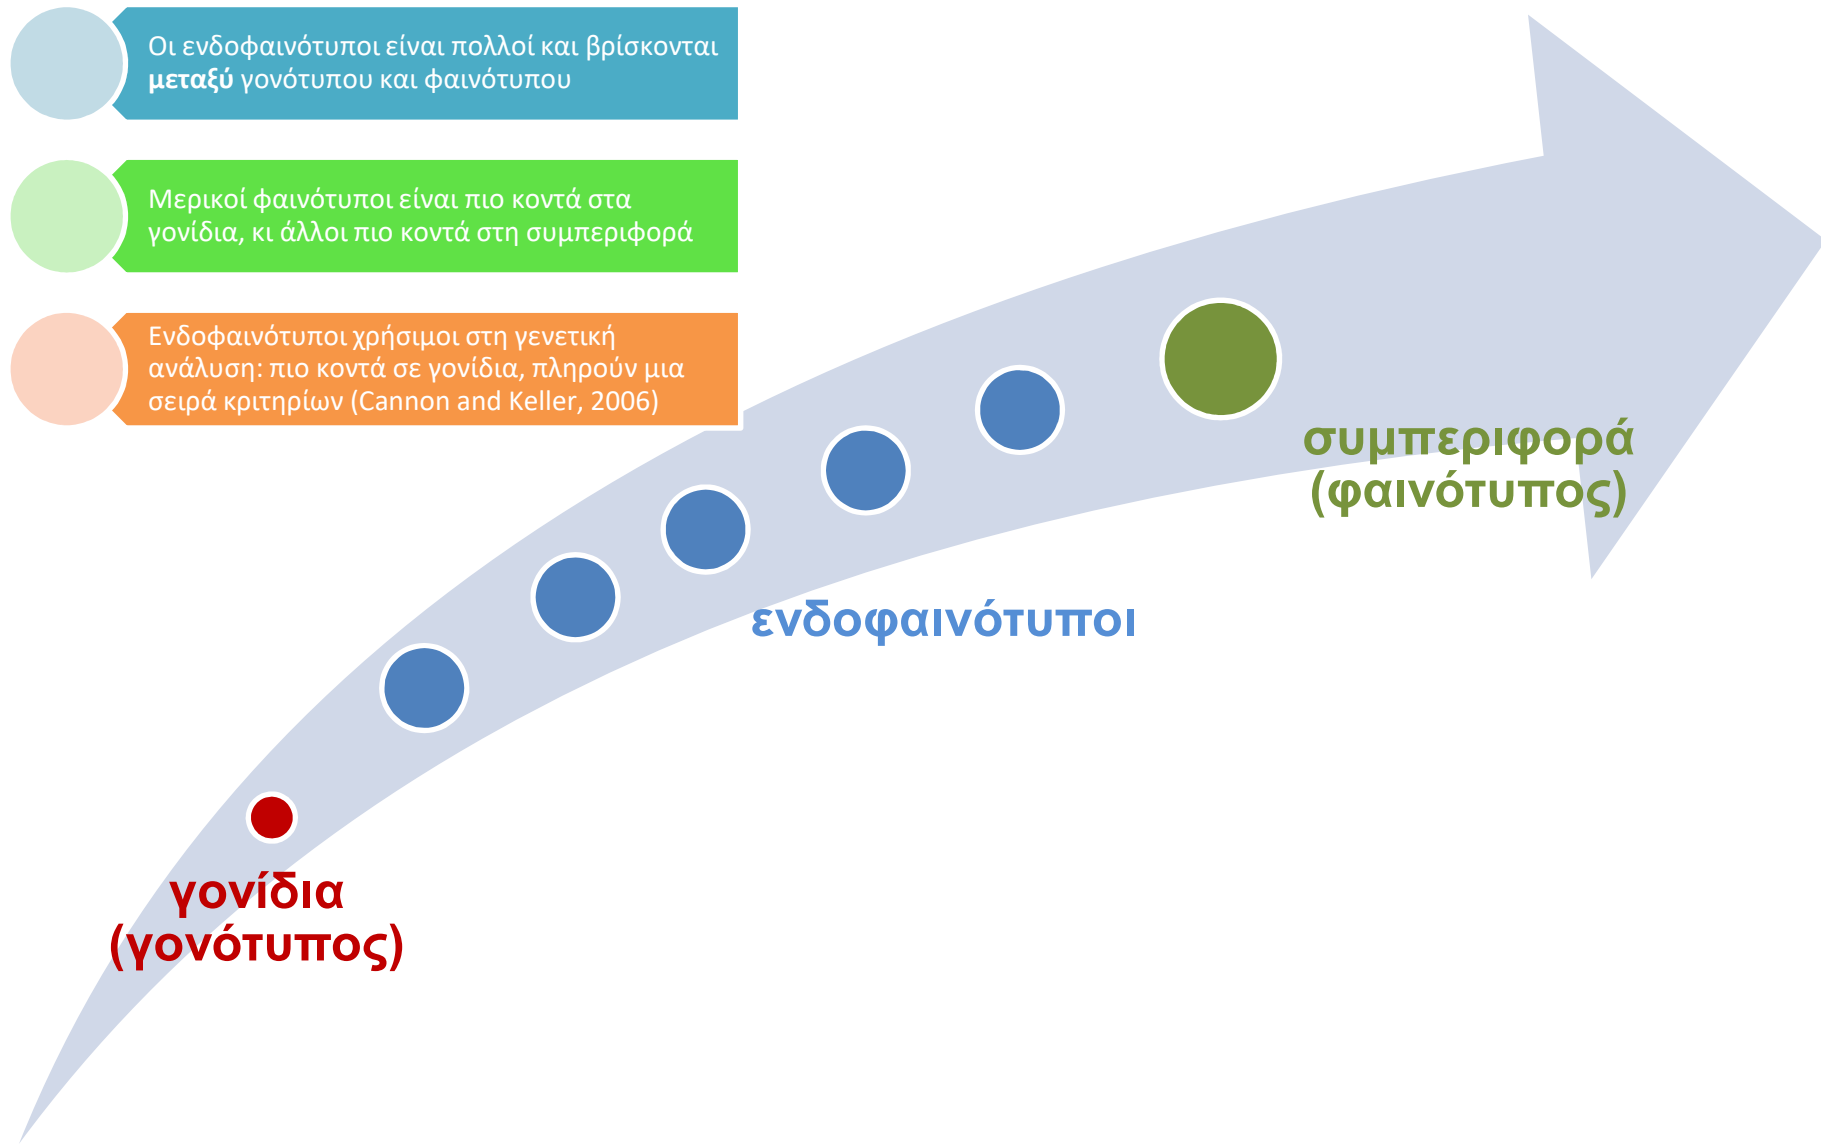 Οι ενδοφαινότυποι είναι πολλοί και βρίσκονται
μεταξύ γονότυπου και φαινότυπου
Μερικοί φαινότυποι είναι πιο κοντά στα
γονίδια, κι άλλοι πιο κοντά στη συμπεριφορά
Ενδοφαινότυποι χρήσιμοι στη γενετική
ανάλυση: πιο κοντά σε γονίδια, πληρούν μια
σειρά κριτηρίων (Cannon and Keller, 2006)
συμπεριφορά
(φαινότυπος)
ενδοφαινότυποι
γονίδια
(γονότυπος)